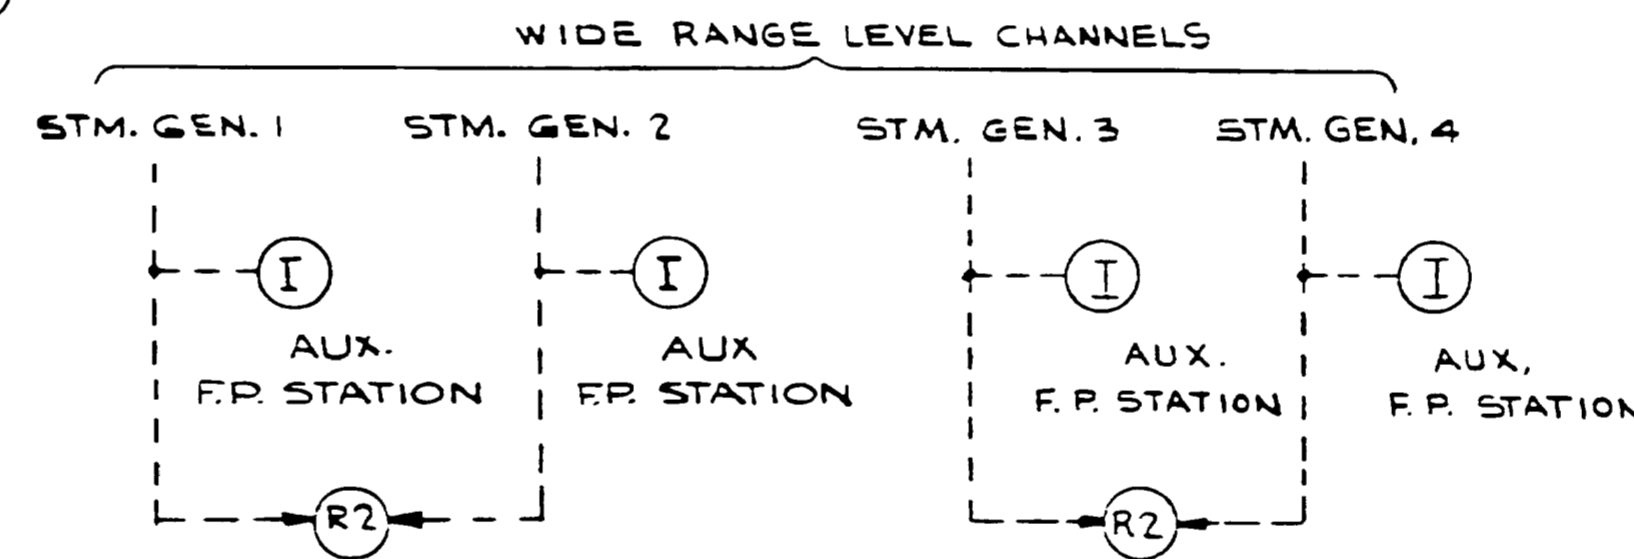 WIDE RANGE LEVEL CHANNELS
STM. GEN. 1 STM. GEN. 2 STM. GEN. 3 STM. GEN. 4
I I I I
AUX. AUX AUX. AUX.
F.P. STATION F.P. STATION F. P. STATION F. P. STATION
R2 R2